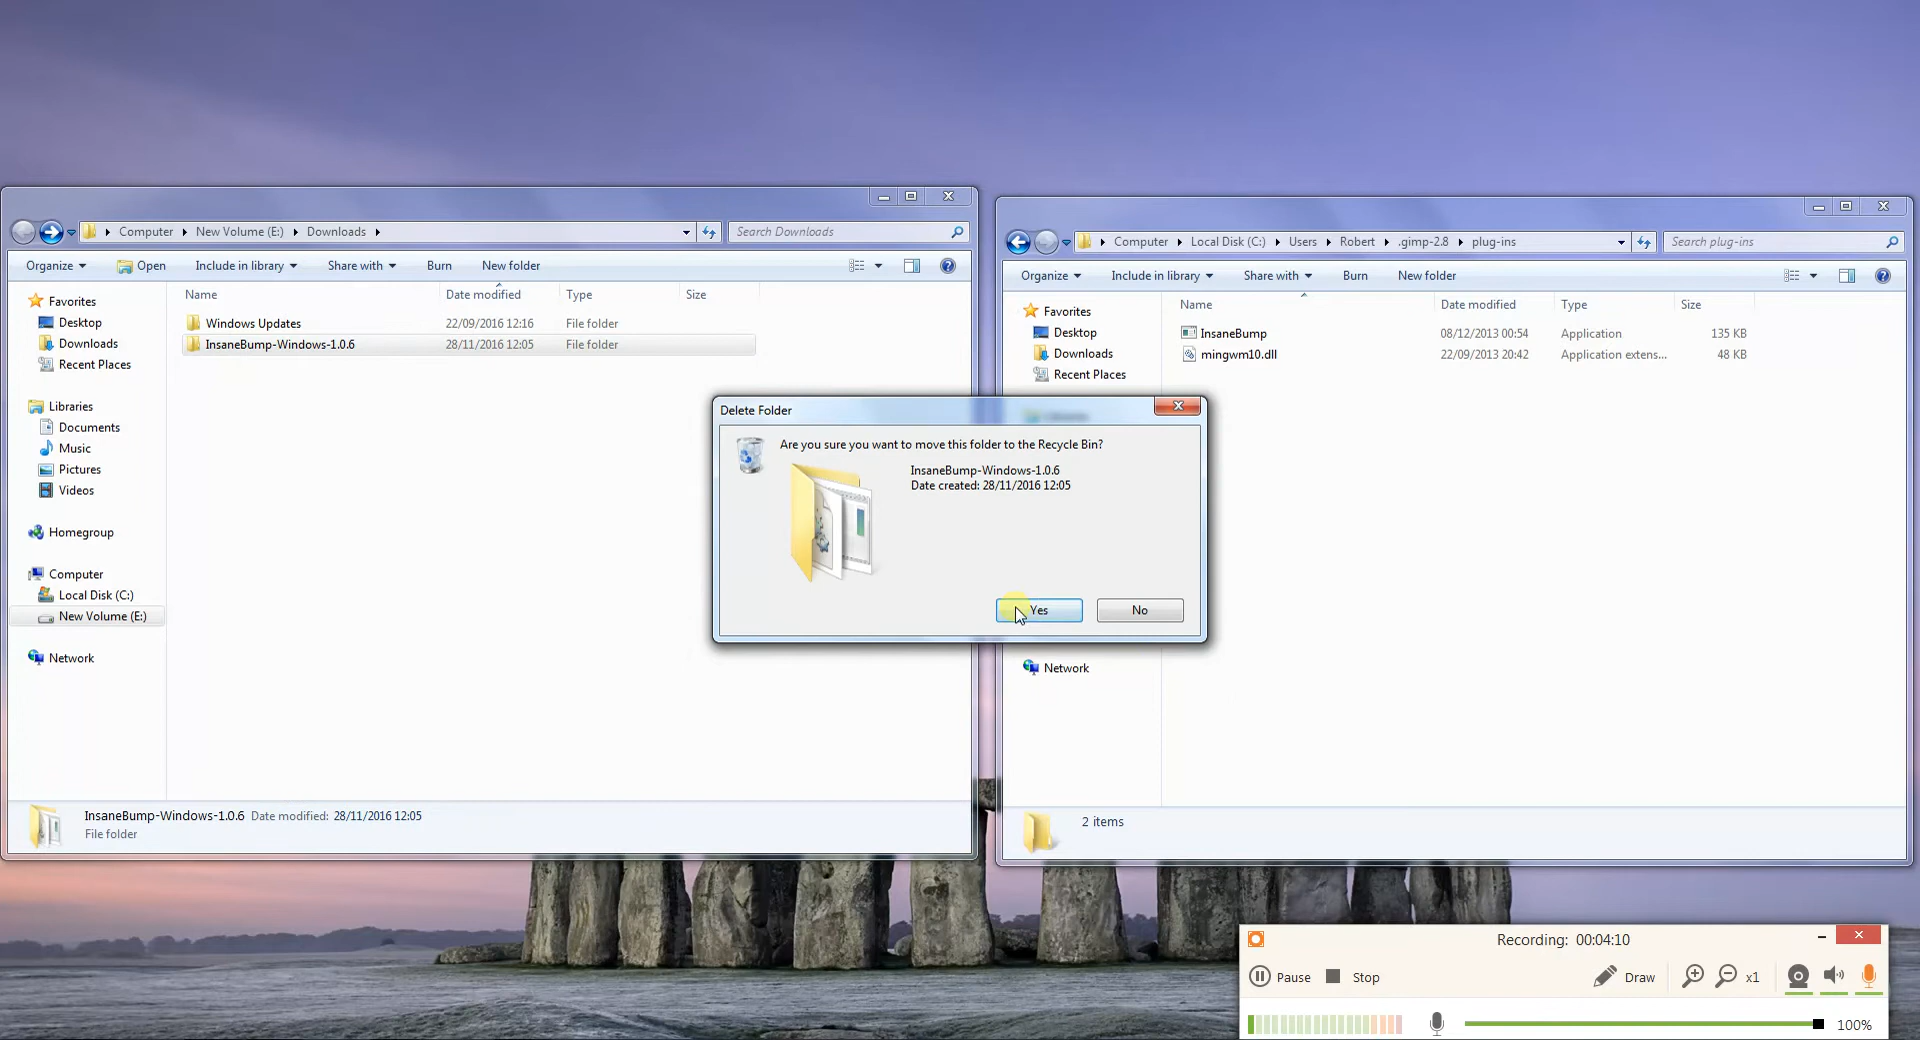 Computer New Volume (E:) Downloads
Search Downloads
Organize Open Include in library Share with Burn New folder
Favorites
Desktop
Downloads
Recent Places
Libraries
Documents
Music
Pictures
Videos
Homegroup
Computer
Local Disk (C:)
New Volume (E:)
Network
Name Date modified Type Size
Windows Updates 22/09/2016 12:16 File folder
InsaneBump-Windows-1.0.6 28/11/2016 12:05 File folder
InsaneBump-Windows-1.0.6 Date modified: 28/11/2016 12:05
File folder
Delete Folder
Are you sure you want to move this folder to the Recycle Bin?
InsaneBump-Windows-1.0.6
Date created: 28/11/2016 12:05
Yes No
Computer Local Disk (C:) Users Robert .gimp-2.8 plug-ins
Search plug-ins
Organize Include in library Share with Burn New folder
Favorites
Desktop
Downloads
Recent Places
Network
Name Date modified Type Size
InsaneBump 08/12/2013 00:54 Application 135 KB
mingwm10.dll 22/09/2013 20:42 Application extens... 48 KB
2 items
Recording: 00:04:10
Pause Stop Draw x1
100%